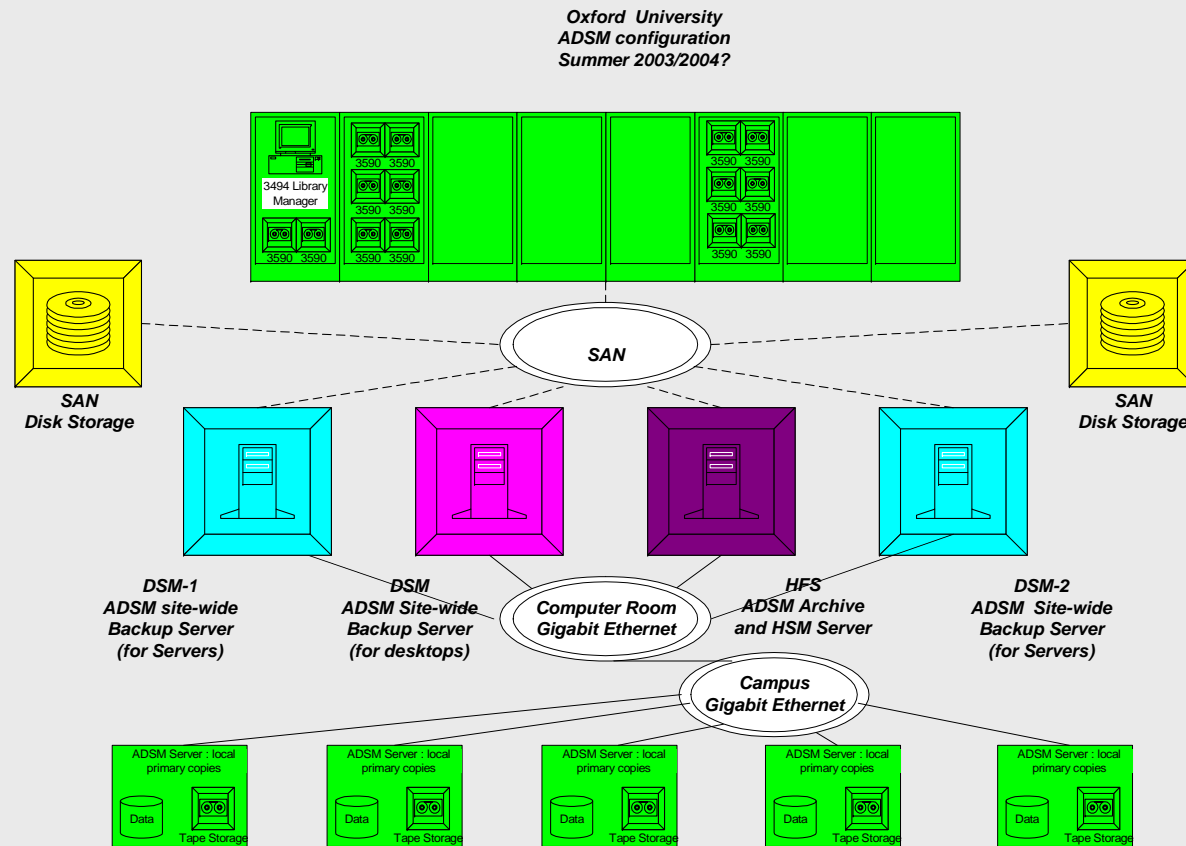 Oxford University
ADSM configuration
Summer 2003/2004?
3590 3590
3590 3590
3494 Library
Manager
3590 3590
3590 3590
3590 3590
3590 3590
3590 3590
SAN
SAN
Disk Storage
SAN
Disk Storage
DSM-1
ADSM site-wide
Backup Server
(for Servers)
DSM
ADSM Site-wide
Backup Server
(for desktops)
Computer Room
Gigabit Ethernet
HFS
ADSM Archive
and HSM Server
DSM-2
ADSM Site-wide
Backup Server
(for Servers)
Campus
Gigabit Ethernet
ADSM Server : local
primary copies
Data
Tape Storage
ADSM Server : local
primary copies
Data
Tape Storage
ADSM Server : local
primary copies
Data
Tape Storage
ADSM Server : local
primary copies
Data
Tape Storage
ADSM Server : local
primary copies
Data
Tape Storage